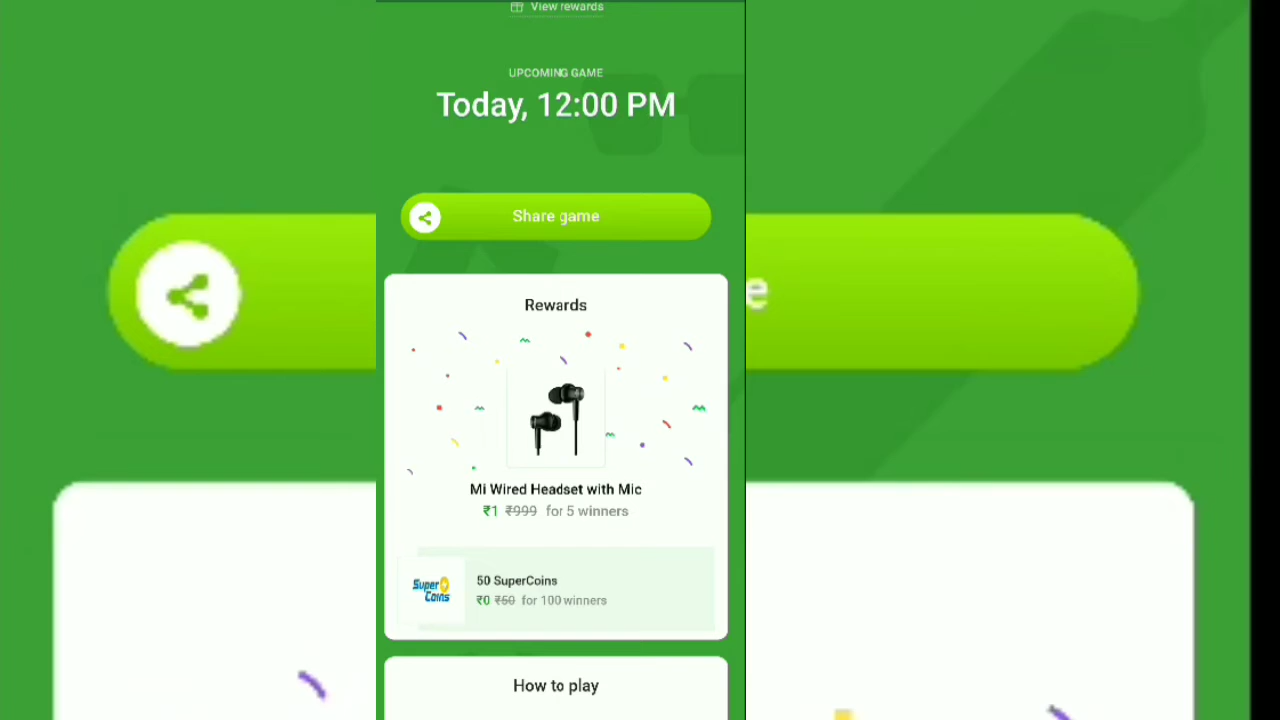 View rewards
UPCOMING GAME
Today, 12:00 PM
Share game
e
Rewards
Mi Wired Headset with Mic
₹1 ₹999 for 5 winners
Super Coins
50 SuperCoins
₹0 ₹50 for 100 winners
How to play